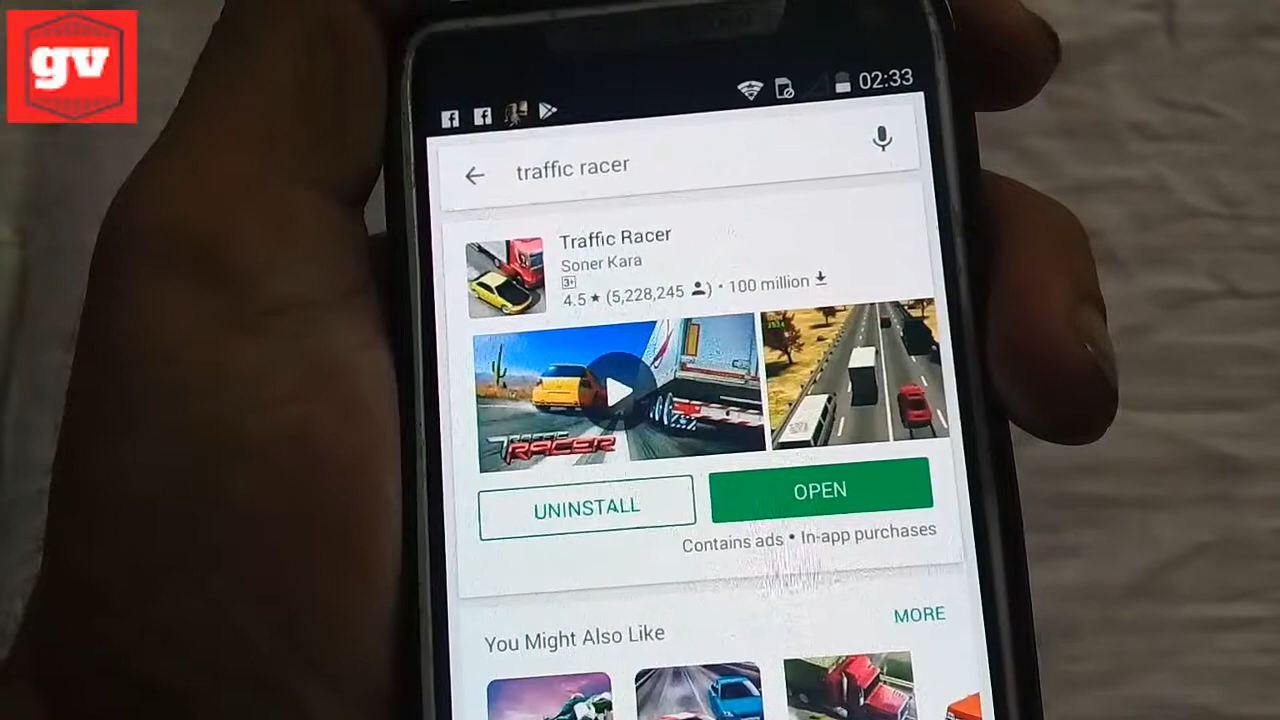 gv
02:33
traffic racer
Traffic Racer
Soner Kara
3+
4.5 ★ (5,228,245 ) • 100 million
RACER
UNINSTALL
OPEN
Contains ads • In-app purchases
You Might Also Like
MORE